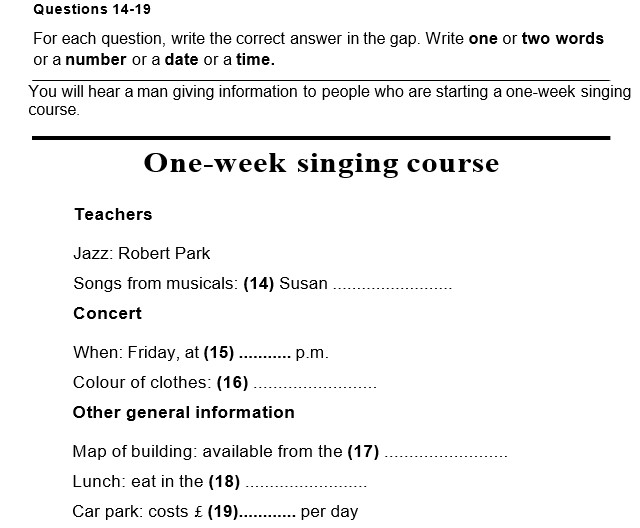 Questions 14-19
For each question, write the correct answer in the gap. Write one or two words
or a number or a date or a time.
You will hear a man giving information to people who are starting a one-week singing
course.
One-week singing course
Teachers
Jazz: Robert Park
Songs from musicals: (14) Susan .........................
Concert
When: Friday, at (15) ........... p.m.
Colour of clothes: (16) ..........................
Other general information
Map of building: available from the (17) ..........................
Lunch: eat in the (18) .........................
Car park: costs £ (19)............ per day